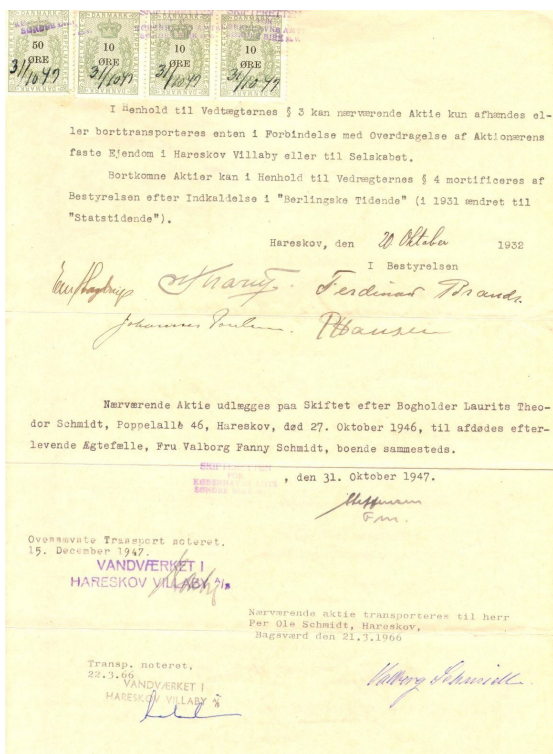 DANMARK DANMARK DANMARK DANMARK
50 ØRE 10 ØRE 10 ØRE 10 ØRE
31/10 47 31/10 47 31/10 47 31/10 47
I Henhold til Vedtægternes § 3 kan nærværende Aktie kun afhændes el-
ler borttransporteres enten i Forbindelse med Overdragelse af Aktionærens
faste Ejendom i Hareskov Villaby eller til Selskabet.
Bortkomne Aktier kan i Henhold til Vedrægternes § 4 mortificeres af
Bestyrelsen efter Indkaldelse i "Berlingske Tidende" (i 1931 ændret til
"Statstidende").
Hareskov, den 20 Oktober 1932
I Bestyrelsen
Ferdinand Brandt.
Johannes Poulsen. Hansen
Nærværende Aktie udlægges paa Skiftet efter Bogholder Laurits Theo-
dor Schmidt, Poppelallé 46, Hareskov, død 27. Oktober 1946, til afdødes efter-
levende Ægtefælle, Fru Valborg Fanny Schmidt, boende sammesteds.
SKIFTERETTEN
, den 31. Oktober 1947.
Fm.
Ovennævnte Transport noteret.
15. December 1947.
VANDVÆRKET I
HARESKOV VILLABY A/S
Nærværende aktie transporteres til herr
Per Ole Schmidt, Hareskov,
Bagsværd den 21.3.1966
Transp. noteret,
22.3.66
VANDVÆRKET I
HARESKOV VILLABY A/S
Valborg Schmidt.